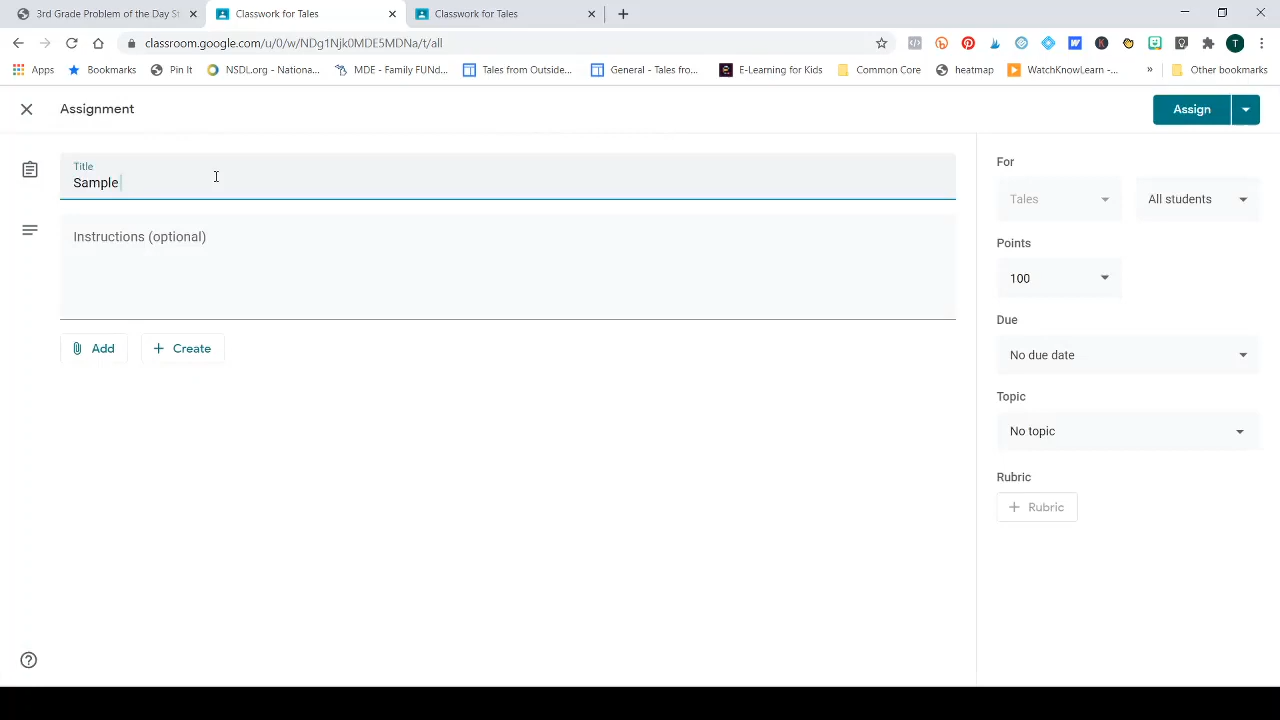 3rd Grade Problem of the Day St
Classwork for Tales
Classwork for Tales
classroom.google.com/u/0/w/NDg1Njk0MDE5MDNa/t/all
Apps
Bookmarks
Pin It
NSDL.org - Nationa...
MDE - Family FUNd...
Tales from Outside...
General - Tales fro...
E-Learning for Kids
Common Core
heatmap
WatchKnowLearn -...
»
Other bookmarks
Assignment
Assign
Title
Sample
Instructions (optional)
Add
Create
For
Tales
All students
Points
100
Due
No due date
Topic
No topic
Rubric
+ Rubric